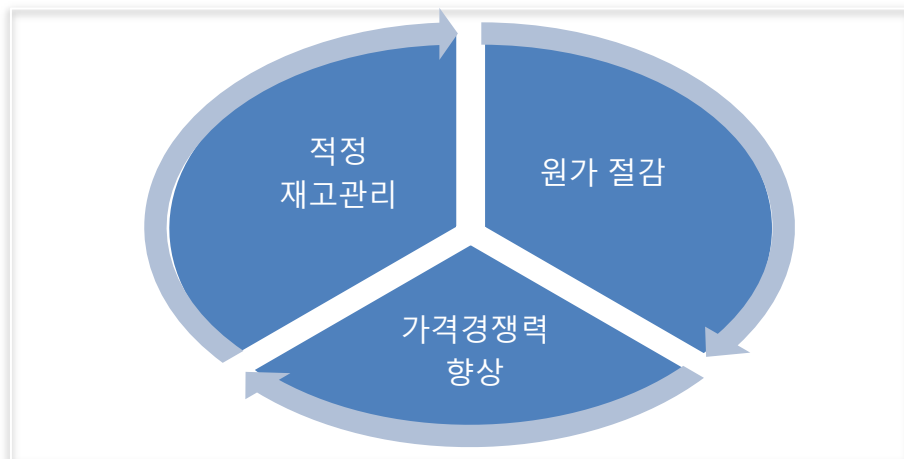 적정
재고관리
원가 절감
가격경쟁력
향상